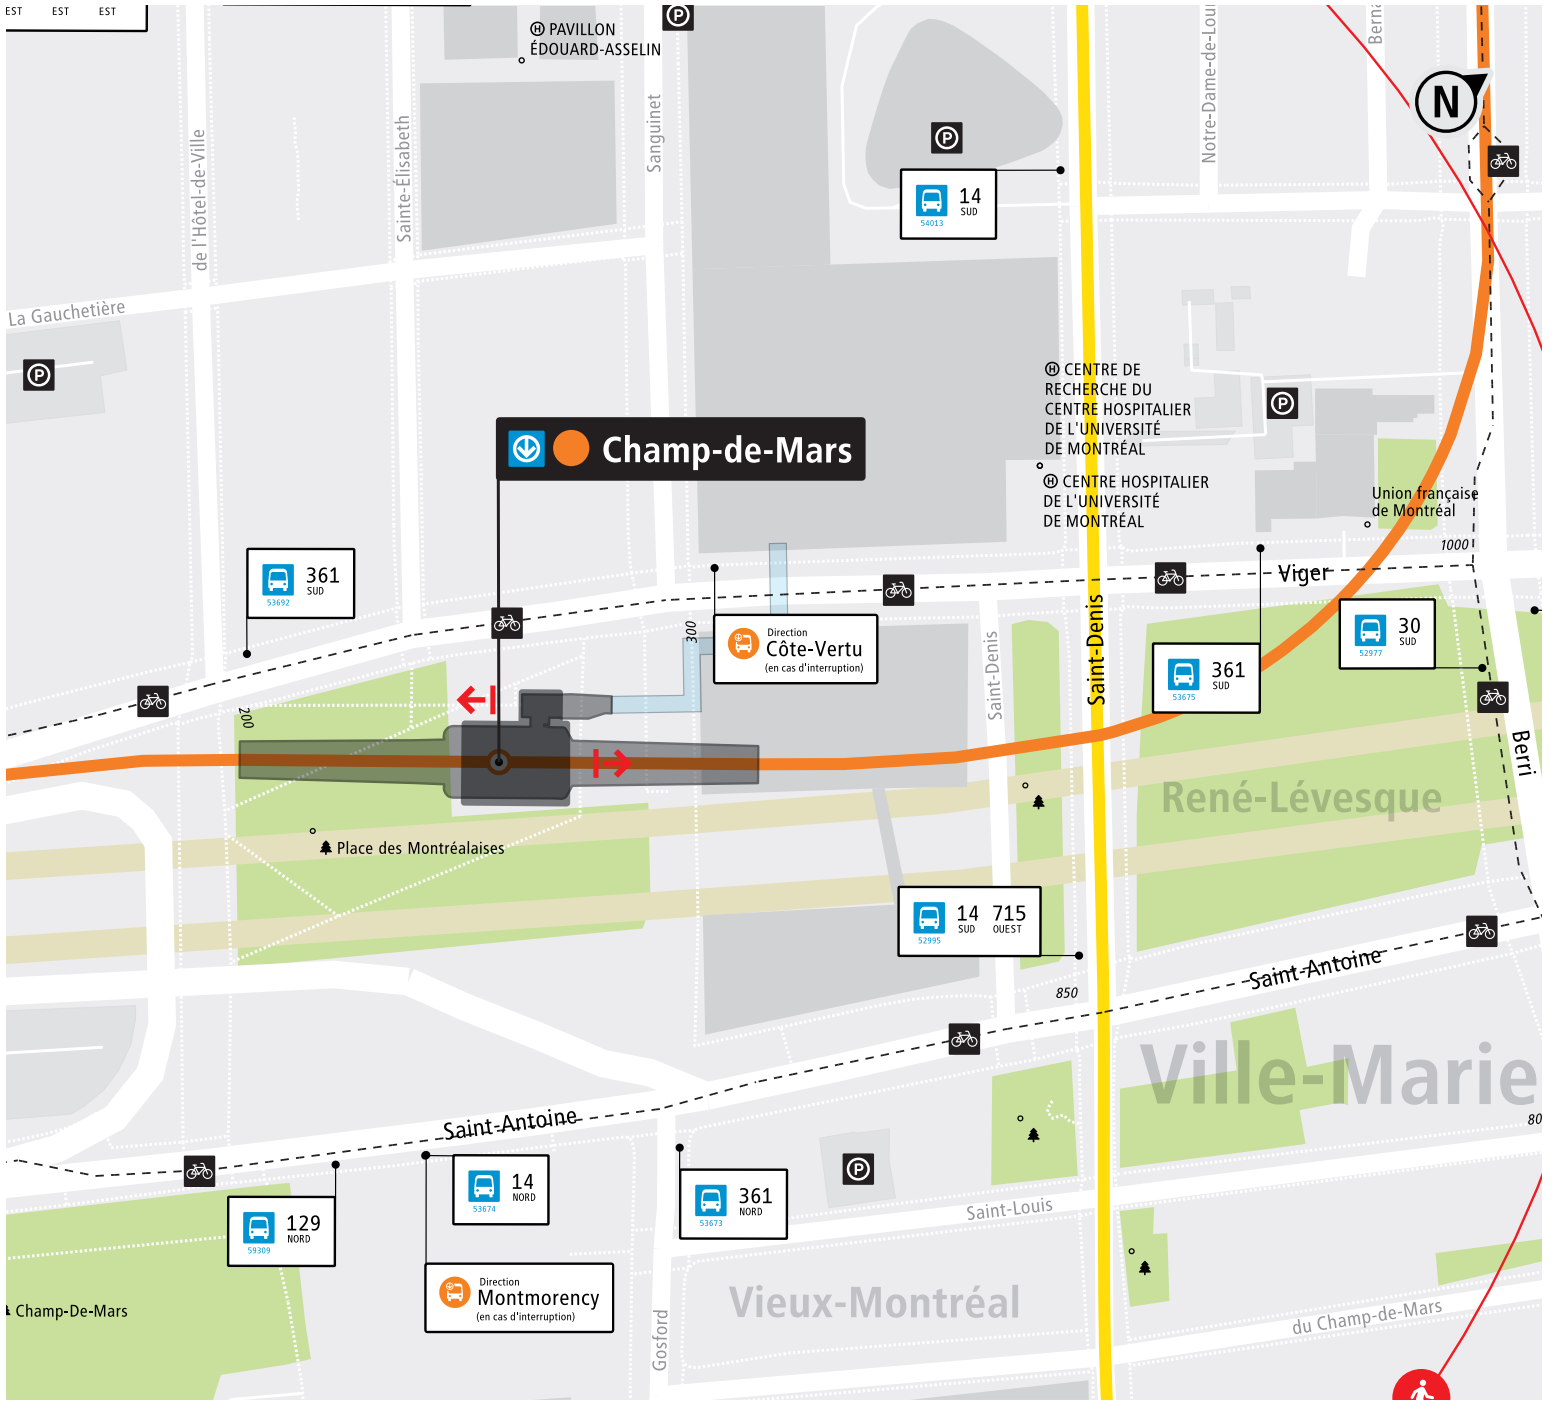 EST EST EST
Ⓗ PAVILLON
ÉDOUARD-ASSELIN
P
N
P
14
SUD
54013
de l'Hôtel-de-Ville
Sainte-Élisabeth
Sanguinet
Notre-Dame-de-Lou
Berna
La Gauchetière
P
Ⓗ CENTRE DE
RECHERCHE DU
CENTRE HOSPITALIER
DE L'UNIVERSITÉ
DE MONTRÉAL
P
Champ-de-Mars
Ⓗ CENTRE HOSPITALIER
DE L'UNIVERSITÉ
DE MONTRÉAL
Union française
de Montréal
1000
Viger
361
SUD
53692
300
Direction
Côte-Vertu
(en cas d'interruption)
Saint-Denis
Saint-Denis
361
SUD
53675
30
SUD
52977
200
Berri
René-Lévesque
Place des Montréalaises
14 715
SUD OUEST
52995
Saint-Antoine
850
Ville-Marie
80
Saint-Antoine
129
NORD
59309
14
NORD
53674
361
NORD
53673
P
Saint-Louis
Direction
Montmorency
(en cas d'interruption)
Champ-De-Mars
Gosford
Vieux-Montréal
du Champ-de-Mars